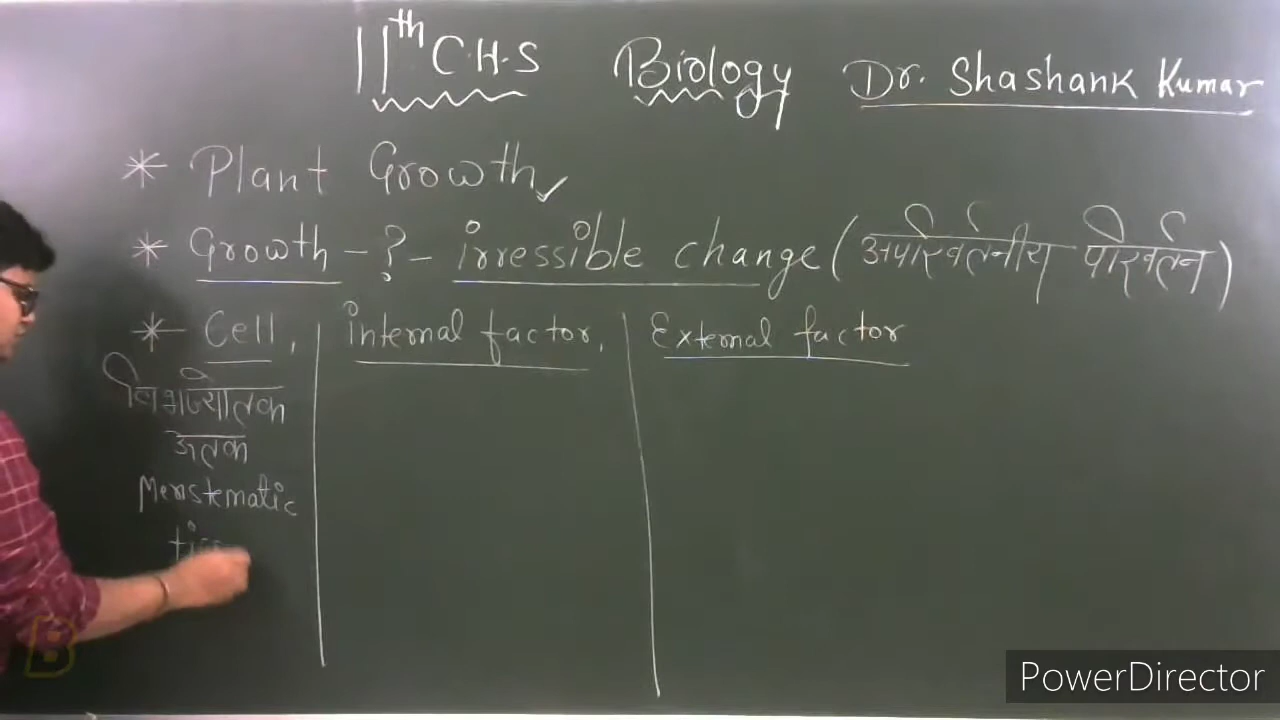 11th C.H.S Biology Dr. Shashank Kumar
* Plant Growth ✓
* Growth - ? - irressible change (अपरिवर्तनीय परिवर्तन)
* Cell, Internal factor, External factor
विभज्योतक
ऊतक
Meristematic
B
PowerDirector